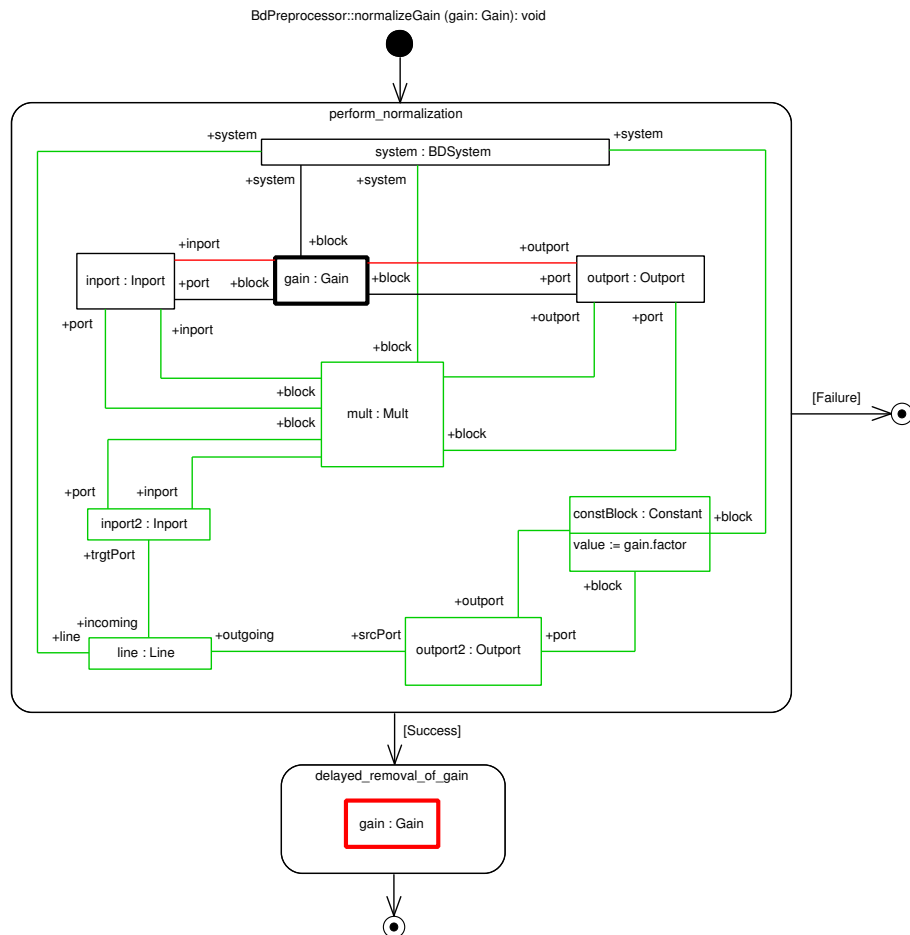 BdPreprocessor::normalizeGain (gain: Gain): void
perform_normalization
+system
+system
system : BDSystem
+system
+system
+inport
+block
+outport
inport : Inport
+port
+block
gain : Gain
+block
+port
outport : Outport
+port
+inport
+outport
+port
+block
+block
[Failure]
mult : Mult
+block
+block
+port
+inport
constBlock : Constant
+block
inport2 : Inport
value := gain.factor
+trgtPort
+block
+outport
+incoming
+line
+outgoing
+srcPort
+port
line : Line
outport2 : Outport
[Success]
delayed_removal_of_gain
gain : Gain